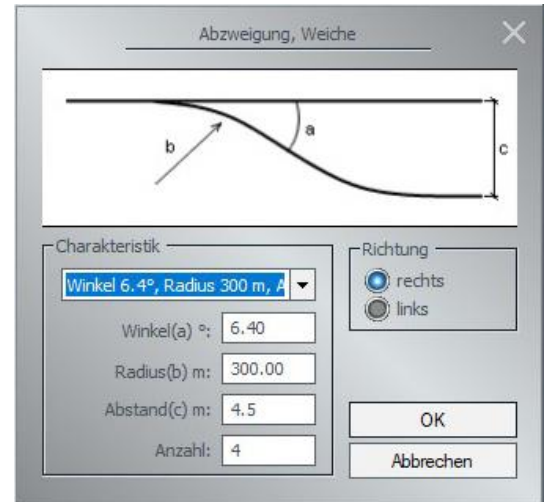 Abzweigung, Weiche
a
b
c
Charakteristik
Winkel 6.4°, Radius 300 m, A
Winkel(a) °: 6.40
Radius(b) m: 300.00
Abstand(c) m: 4.5
Anzahl: 4
Richtung
rechts
links
OK
Abbrechen